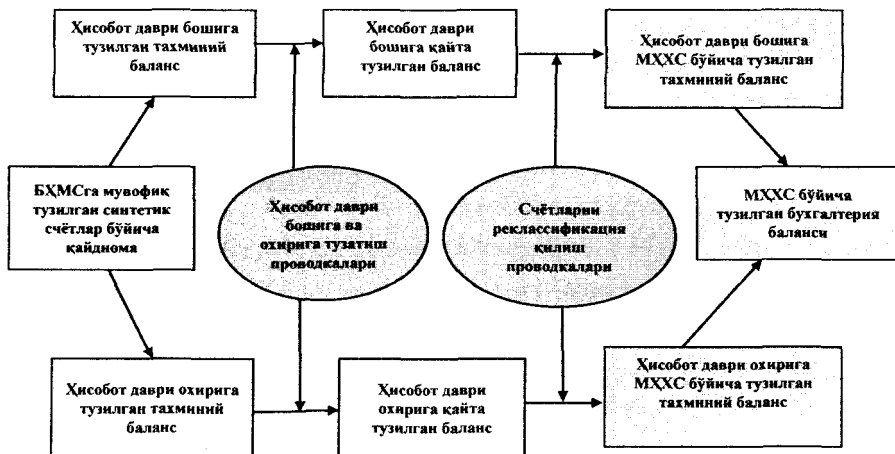 Ҳисобот даври бошига
тузилган тахминий
баланс
Ҳисобот даври
бошига қайта
тузилган баланс
Ҳисобот даври бошига
МҲХС бўйича тузилган
тахминий баланс
БҲМСга мувофиқ
тузилган синтетик
счётлар бўйича
қайднома
Ҳисобот даври
бошига ва
охирига тузатиш
проводкалари
Счётларни
реклассификация
қилиш
проводкалари
МҲХС бўйича
тузилган бухгалтерия
баланси
Ҳисобот даври охирига
тузилган тахминий
баланс
Ҳисобот даври
охирига қайта
тузилган баланс
Ҳисобот даври охирига
МҲХС бўйича тузилган
тахминий баланс